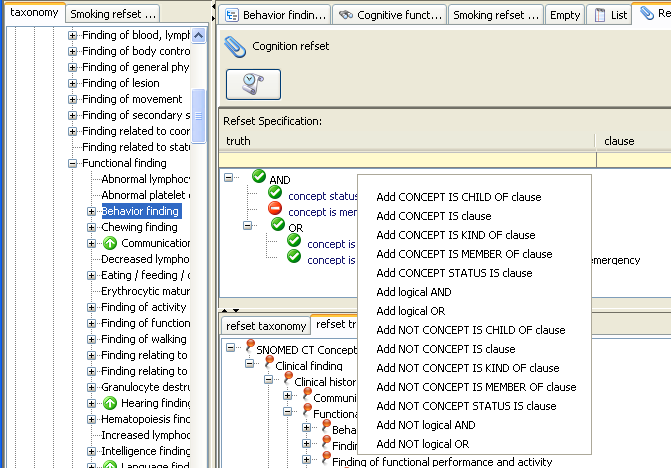 taxonomy
Smoking refset ...
Finding of blood, lymp
Finding of body contro
Finding of general phy
Finding of lesion
Finding of movement
Finding of secondary s
Finding related to coor
Finding related to statu
Functional finding
Abnormal lymphocy
Abnormal platelet
Behavior finding
Chewing finding
Communication
Decreased lympho
Eating / feeding /
Erythrocytic matur
Finding of activity
Finding of function
Finding of walking
Finding relating to
Finding relating to
Granulocyte destru
Hearing findin
Hematopoiesis finc
Increased lymphoc
Intelligence finding
Language findi
Behavior findin...
Cognitive funct...
Smoking refset ...
Empty
List
Re
Cognition refset
Refset Specification:
truth
clause
AND
concept status
concept is mem
OR
concept is
concept is
emergency
Add CONCEPT IS CHILD OF clause
Add CONCEPT IS clause
Add CONCEPT IS KIND OF clause
Add CONCEPT IS MEMBER OF clause
Add CONCEPT STATUS IS clause
Add logical AND
Add logical OR
Add NOT CONCEPT IS CHILD OF clause
Add NOT CONCEPT IS clause
Add NOT CONCEPT IS KIND OF clause
Add NOT CONCEPT IS MEMBER OF clause
Add NOT CONCEPT STATUS IS clause
Add NOT logical AND
Add NOT logical OR
refset taxonomy
refset tr
SNOMED CT Concept
Clinical finding
Clinical histor
Communi
Functiona
Beha
Findin
Finding of functional performance and activity